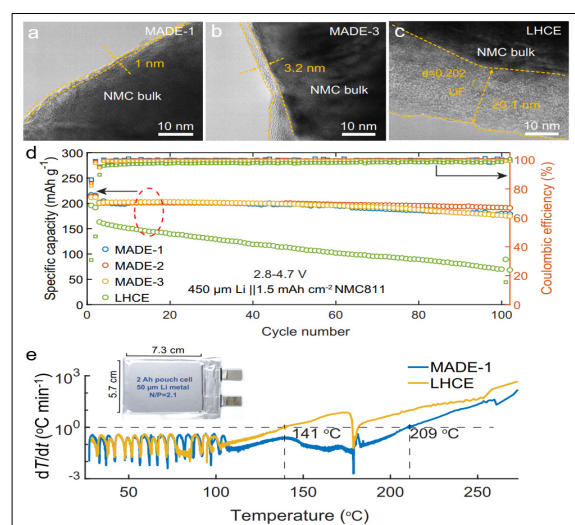 a
MADE-1
1 nm
NMC bulk
10 nm
b
MADE-3
3.2 nm
NMC bulk
10 nm
c
LHCE
NMC bulk
d=0.202
LiF
20.1 nm
10 nm
d
Specific capacity (mAh g⁻¹)
300
250
200
150
100
50
0
0
20
40
60
80
100
Cycle number
100
80
60
40
20
0
Coulombic efficiency (%)
MADE-1
MADE-2
MADE-3
LHCE
2.8-4.7 V
450 μm Li ||1.5 mAh cm⁻² NMC811
e
7.3 cm
5.7 cm
2 Ah pouch cell
50 μm Li metal
N/P=2.1
MADE-1
LHCE
dT/dt (°C min⁻¹)
10³
10⁰
10⁻³
141 °C
209 °C
50
100
150
200
250
Temperature (°C)